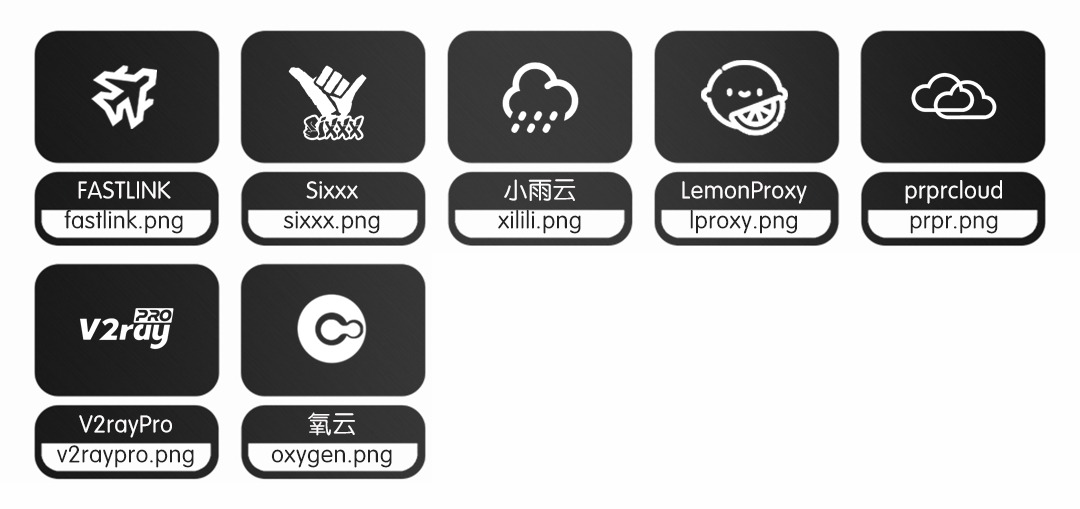 SIXXX
FASTLINK
fastlink.png
Sixxx
sixxx.png
小雨云
xilili.png
LemonProxy
lproxy.png
prprcloud
prpr.png
V2ray PRO
V2rayPro
v2raypro.png
氧云
oxygen.png